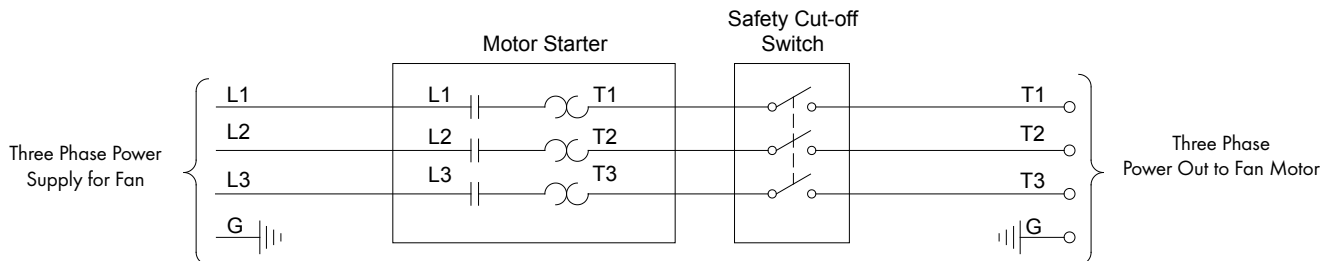 Safety Cut-off
Switch
Motor Starter
L1 L1 T1 T1
L2 L2 T2 T2
Three Phase Power
Supply for Fan
Three Phase
Power Out to Fan Motor
L3 L3 T3 T3
G G